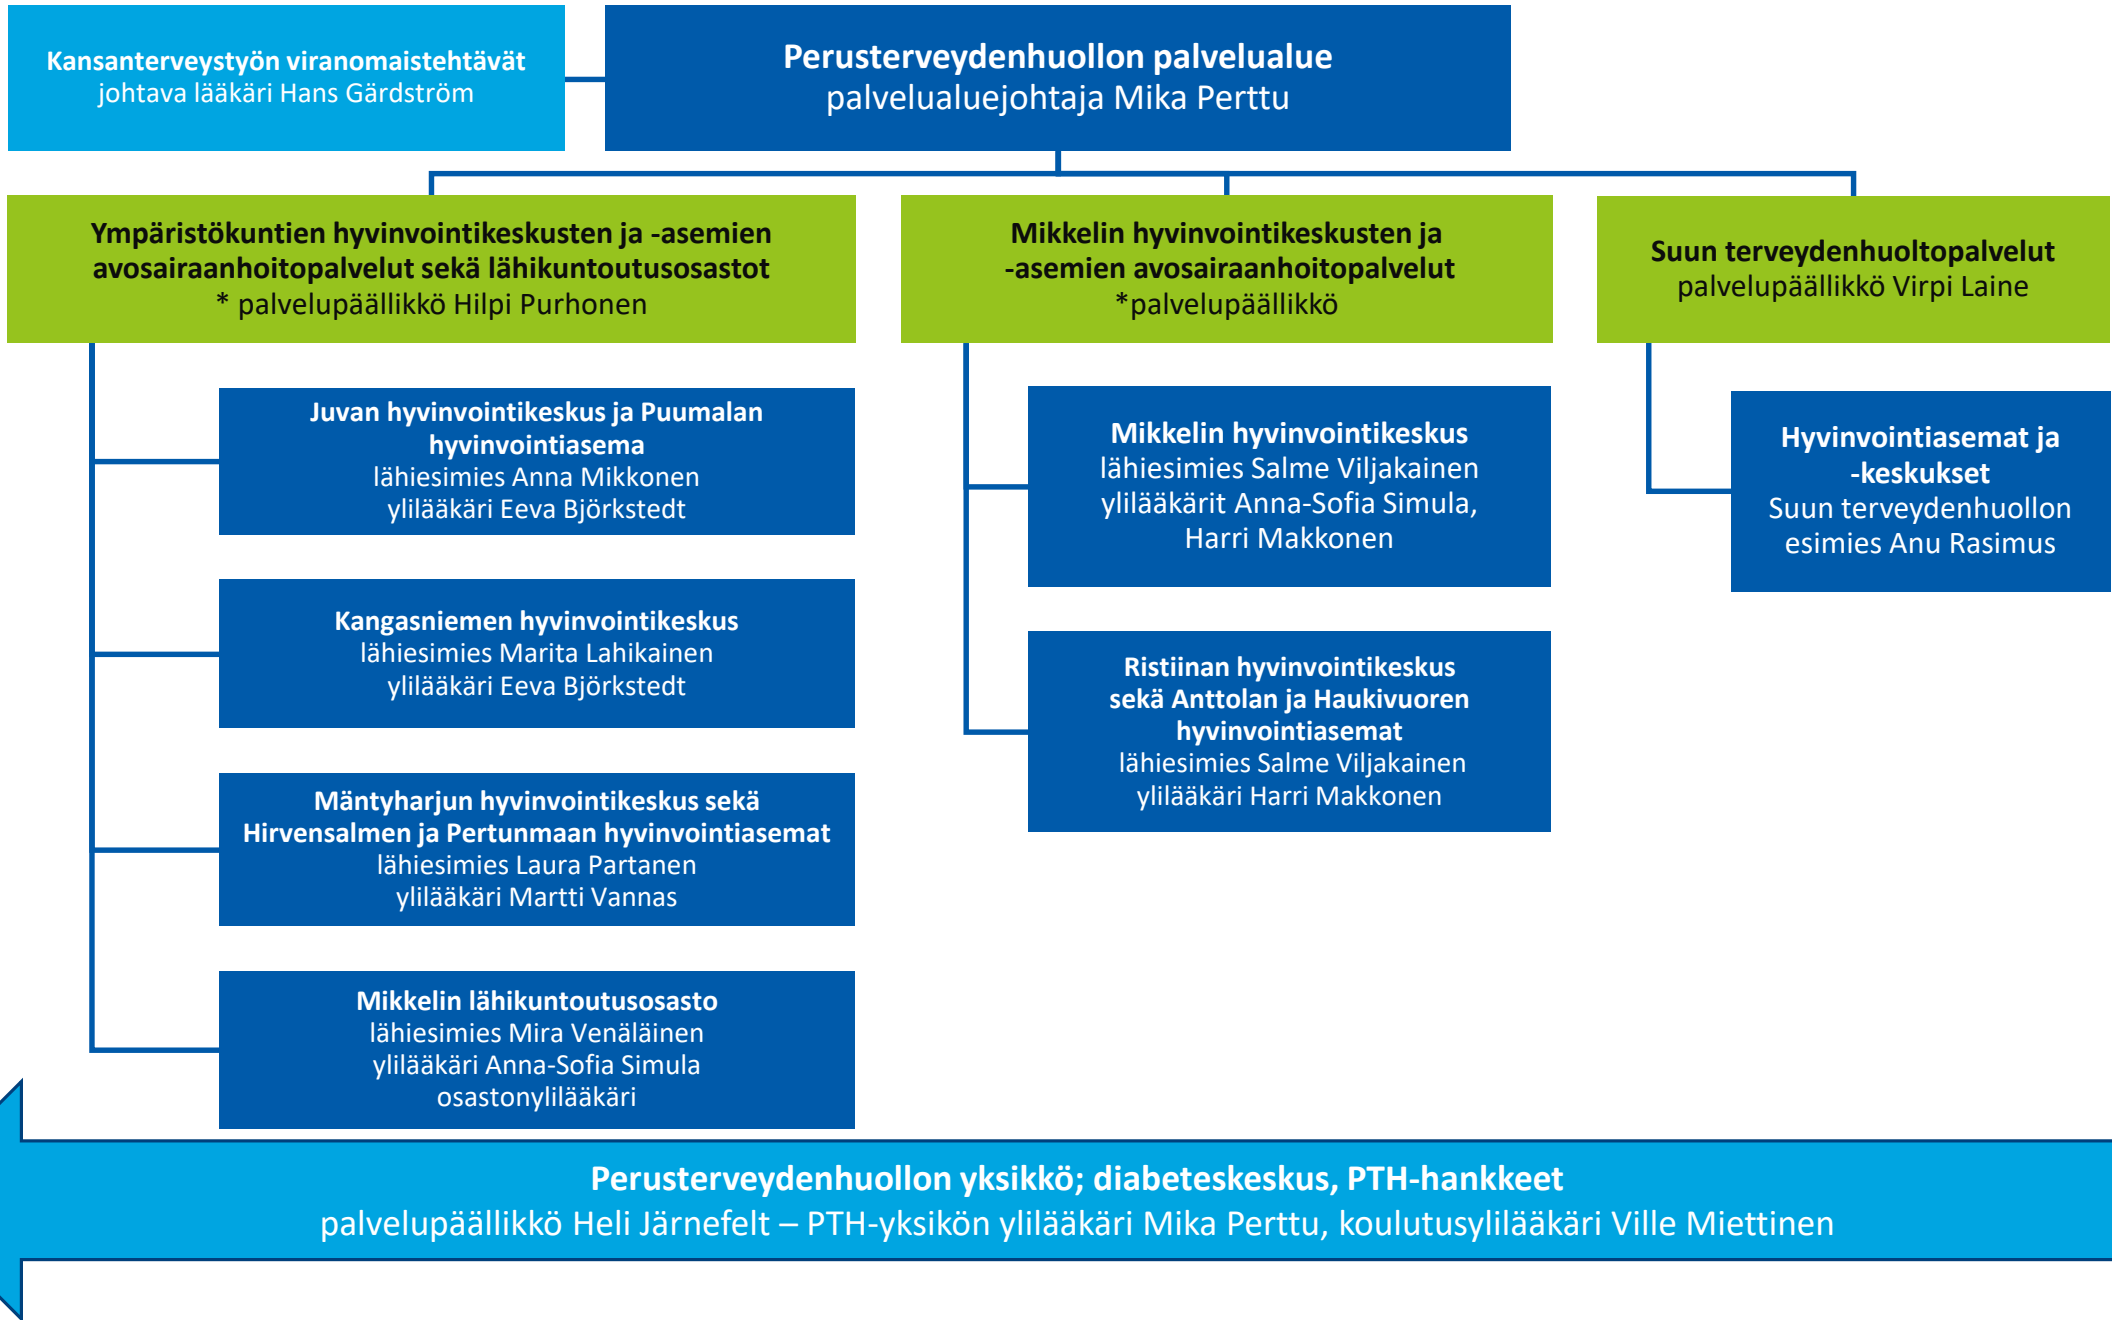 Kansanterveystyön viranomaistehtävät
johtava lääkäri Hans Gärdström
Perusterveydenhuollon palvelualue
palvelualuejohtaja Mika Perttu
Ympäristökuntien hyvinvointikeskusten ja -asemien
avosairaanhoitopalvelut sekä lähikuntoutusosastot
* palvelupäällikkö Hilpi Purhonen
Juvan hyvinvointikeskus ja Puumalan
hyvinvointiasema
lähiesimies Anna Mikkonen
ylilääkäri Eeva Björkstedt
Kangasniemen hyvinvointikeskus
lähiesimies Marita Lahikainen
ylilääkäri Eeva Björkstedt
Mäntyharjun hyvinvointikeskus sekä
Hirvensalmen ja Pertunmaan hyvinvointiasemat
lähiesimies Laura Partanen
ylilääkäri Martti Vannas
Mikkelin lähikuntoutusosasto
lähiesimies Mira Venäläinen
ylilääkäri Anna-Sofia Simula
osastonylilääkäri
Mikkelin hyvinvointikeskusten ja
-asemien avosairaanhoitopalvelut
*palvelupäällikkö
Mikkelin hyvinvointikeskus
lähiesimies Salme Viljakainen
ylilääkärit Anna-Sofia Simula,
Harri Makkonen
Ristiinan hyvinvointikeskus
sekä Anttolan ja Haukivuoren
hyvinvointiasemat
lähiesimies Salme Viljakainen
ylilääkäri Harri Makkonen
Suun terveydenhuoltopalvelut
palvelupäällikkö Virpi Laine
Hyvinvointiasemat ja
-keskukset
Suun terveydenhuollon
esimies Anu Rasimus
Perusterveydenhuollon yksikkö; diabeteskeskus, PTH-hankkeet
palvelupäällikkö Heli Järnefelt – PTH-yksikön ylilääkäri Mika Perttu, koulutusylilääkäri Ville Miettinen